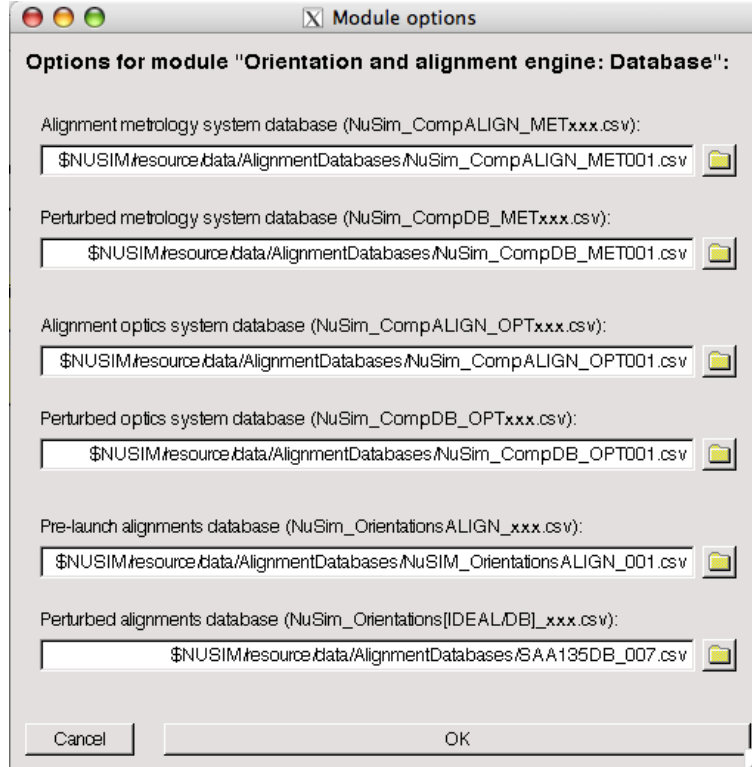 Module options
Options for module "Orientation and alignment engine: Database":
Alignment metrology system database (NuSim_CompALIGN_METxxx.csv):
$NUSIM/resource/data/AlignmentDatabases/NuSim_CompALIGN_MET001.csv
Perturbed metrology system database (NuSim_CompDB_METxxx.csv):
$NUSIM/resource/data/AlignmentDatabases/NuSim_CompDB_MET001.csv
Alignment optics system database (NuSim_CompALIGN_OPTxxx.csv):
$NUSIM/resource/data/AlignmentDatabases/NuSim_CompALIGN_OPT001.csv
Perturbed optics system database (NuSim_CompDB_OPTxxx.csv):
$NUSIM/resource/data/AlignmentDatabases/NuSim_CompDB_OPT001.csv
Pre-launch alignments database (NuSim_OrientationsALIGN_xxx.csv):
$NUSIM/resource/data/AlignmentDatabases/NuSIM_OrientationsALIGN_001.csv
Perturbed alignments database (NuSim_Orientations[IDEAL/DB]_xxx.csv):
$NUSIM/resource/data/AlignmentDatabases/SAA135DB_007.csv
Cancel OK